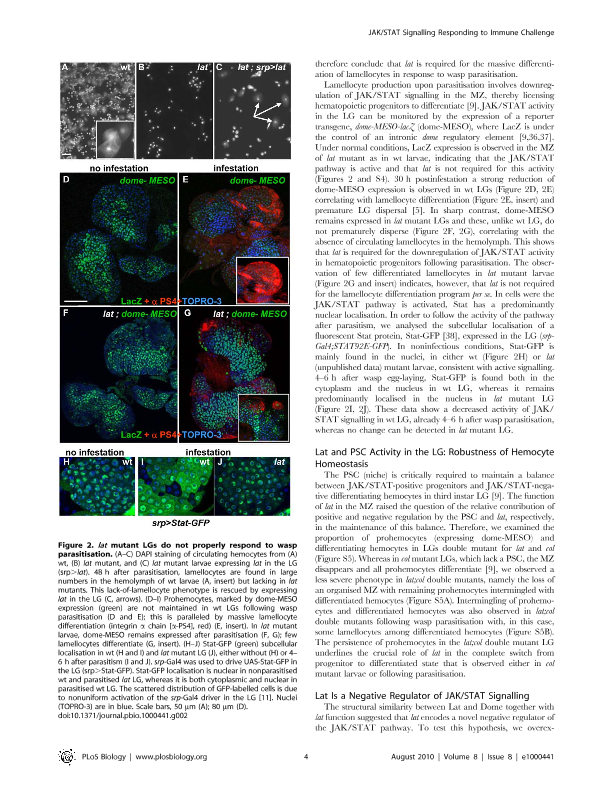 JAK/STAT Signalling Responding to Immune Challenge
A wt B lat C lat ; srp>lat
no infestation infestation
D dome- MESO E dome- MESO
LacZ + α PS4>TOPRO-3
F lat ; dome- MESO G lat ; dome- MESO
LacZ + α PS4>TOPRO-3
no infestation infestation
H wt I wt J lat
srp>Stat-GFP
Figure 2. lat mutant LGs do not properly respond to wasp
parasitisation. (A–C) DAPI staining of circulating hemocytes from (A)
wt, (B) lat mutant, and (C) lat mutant larvae expressing lat in the LG
(srp>lat). 48 h after parasitisation, lamellocytes are found in large
numbers in the hemolymph of wt larvae (A, insert) but lacking in lat
mutants. This lack-of-lamellocyte phenotype is rescued by expressing
lat in the LG (C, arrows). (D–I) Prohemocytes, marked by dome-MESO
expression (green) are not maintained in wt LGs following wasp
parasitisation (D and E); this is paralleled by massive lamellocyte
differentiation (integrin α chain [α-PS4], red) (E, insert). In lat mutant
larvae, dome-MESO remains expressed after parasitisation (F, G); few
lamellocytes differentiate (G, insert). (H–J) Stat-GFP (green) subcellular
localisation in wt (H and I) and lat mutant LG (J), either without (H) or 4–
6 h after parasitism (I and J). srp-Gal4 was used to drive UAS-Stat-GFP in
the LG (srp>Stat-GFP). Stat-GFP localisation is nuclear in nonparasitised
wt and parasitised lat LG, whereas it is both cytoplasmic and nuclear in
parasitised wt LG. The scattered distribution of GFP-labelled cells is due
to nonuniform activation of the srp-Gal4 driver in the LG [11]. Nuclei
(TOPRO-3) are in blue. Scale bars, 50 µm (A); 80 µm (D).
doi:10.1371/journal.pbio.1000441.g002
therefore conclude that lat is required for the massive differenti-
ation of lamellocytes in response to wasp parasitisation.
Lamellocyte production upon parasitisation involves downreg-
ulation of JAK/STAT signalling in the MZ, thereby licensing
hematopoietic progenitors to differentiate [9]. JAK/STAT activity
in the LG can be monitored by the expression of a reporter
transgene, dome-MESO-lacZ (dome-MESO), where LacZ is under
the control of an intronic dome regulatory element [9,36,37].
Under normal conditions, LacZ expression is observed in the MZ
of lat mutant as in wt larvae, indicating that the JAK/STAT
pathway is active and that lat is not required for this activity
(Figures 2 and S4). 30 h postinfestation a strong reduction of
dome-MESO expression is observed in wt LGs (Figure 2D, 2E)
correlating with lamellocyte differentiation (Figure 2E, insert) and
premature LG dispersal [5]. In sharp contrast, dome-MESO
remains expressed in lat mutant LGs and these, unlike wt LG, do
not prematurely disperse (Figure 2F, 2G), correlating with the
absence of circulating lamellocytes in the hemolymph. This shows
that lat is required for the downregulation of JAK/STAT activity
in hematopoietic progenitors following parasitisation. The obser-
vation of few differentiated lamellocytes in lat mutant larvae
(Figure 2G and insert) indicates, however, that lat is not required
for the lamellocyte differentiation program per se. In cells were the
JAK/STAT pathway is activated, Stat has a predominantly
nuclear localisation. In order to follow the activity of the pathway
after parasitism, we analysed the subcellular localisation of a
fluorescent Stat protein, Stat-GFP [38], expressed in the LG (srp-
Gal4;STAT92E-GFP). In noninfectious conditions, Stat-GFP is
mainly found in the nuclei, in either wt (Figure 2H) or lat
(unpublished data) mutant larvae, consistent with active signalling.
4–6 h after wasp egg-laying, Stat-GFP is found both in the
cytoplasm and the nucleus in wt LG, whereas it remains
predominantly localised in the nucleus in lat mutant LG
(Figure 2I, 2J). These data show a decreased activity of JAK/
STAT signalling in wt LG, already 4–6 h after wasp parasitisation,
whereas no change can be detected in lat mutant LG.
Lat and PSC Activity in the LG: Robustness of Hemocyte
Homeostasis
The PSC (niche) is critically required to maintain a balance
between JAK/STAT-positive progenitors and JAK/STAT-nega-
tive differentiating hemocytes in third instar LG [9]. The function
of lat in the MZ raised the question of the relative contribution of
positive and negative regulation by the PSC and lat, respectively,
in the maintenance of this balance. Therefore, we examined the
proportion of prohemocytes (expressing dome-MESO) and
differentiating hemocytes in LGs double mutant for lat and col
(Figure S5). Whereas in col mutant LGs, which lack a PSC, the MZ
disappears and all prohemocytes differentiate [9], we observed a
less severe phenotype in lat;col double mutants, namely the loss of
an organised MZ with remaining prohemocytes intermingled with
differentiated hemocytes (Figure S5A). Intermingling of prohemo-
cytes and differentiated hemocytes was also observed in lat;col
double mutants following wasp parasitisation with, in this case,
some lamellocytes among differentiated hemocytes (Figure S5B).
The persistence of prohemocytes in the lat;col double mutant LG
underlines the crucial role of lat in the complete switch from
progenitor to differentiated state that is observed either in col
mutant larvae or following parasitisation.
Lat Is a Negative Regulator of JAK/STAT Signalling
The structural similarity between Lat and Dome together with
lat function suggested that lat encodes a novel negative regulator of
the JAK/STAT pathway. To test this hypothesis, we overex-
PLoS Biology | www.plosbiology.org 4 August 2010 | Volume 8 | Issue 8 | e1000441